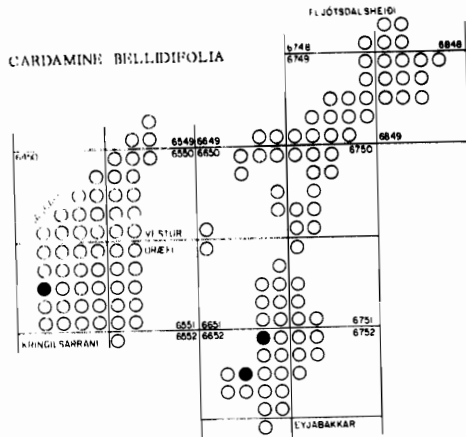 FLJÓTSDALSHEIDI
CARDAMINE BELLIDIFOLIA
6748 6848
6749
6549 6649 6849
6550 6650 6750
VESTUR
ÖRÆFI
6551 6651 6751
6552 6652 6752
KRINGILSÁRRANI
EYJABAKKAR